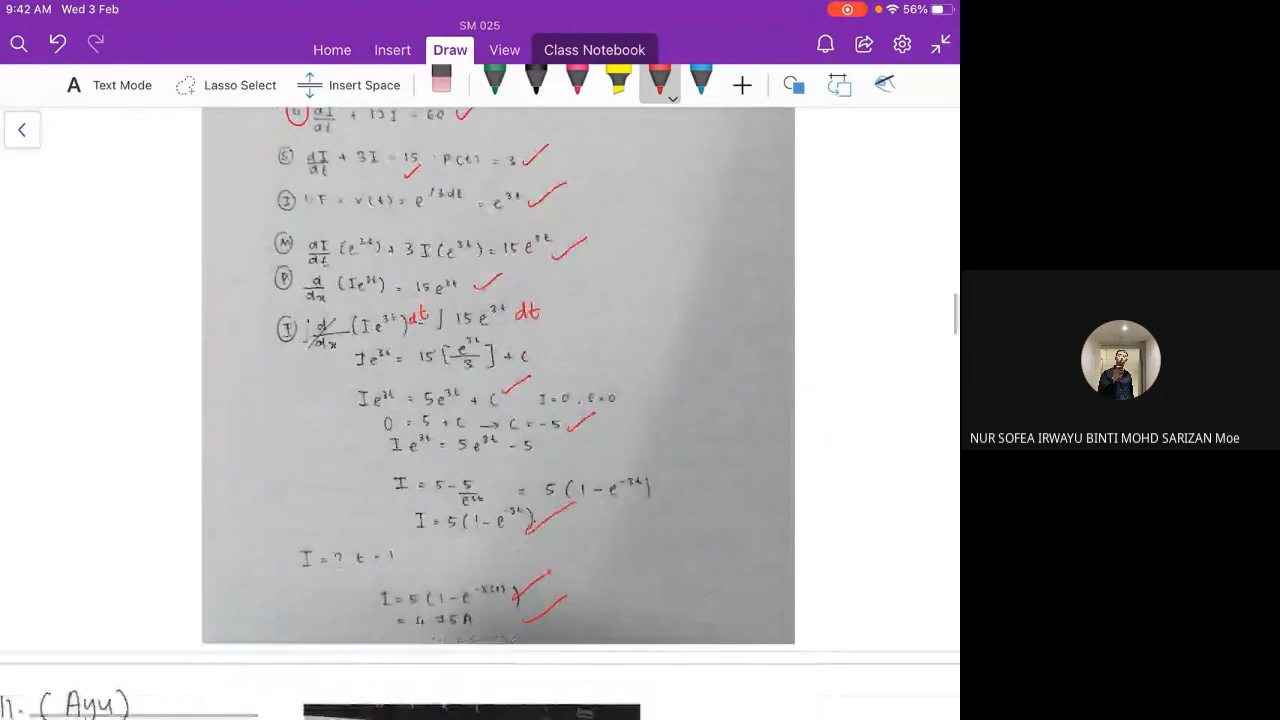 9:42 AM Wed 3 Feb
56%
SM 025
Home Insert Draw View Class Notebook
A Text Mode Lasso Select Insert Space
dI/dt + 3I = 15 P(t) = 3
I.F = v(t) = e^∫3dt = e^3t
dI/dt (e^3t) + 3I(e^3t) = 15e^3t
d/dx (Ie^3t) = 15e^3t
∫ d/dx (Ie^3t) dt = ∫ 15e^3t dt
Ie^3t = 15 [e^3t/3] + C
Ie^3t = 5e^3t + C I=0, t=0
0 = 5 + C → C = -5
Ie^3t = 5e^3t - 5
I = 5 - 5/e^3t = 5(1 - e^-3t)
I = 5(1 - e^-3t)
I = ? t = 1
I = 5(1 - e^-3(1))
= 4.75A
NUR SOFEA IRWAYU BINTI MOHD SARIZAN Moe
11. (Ayu)